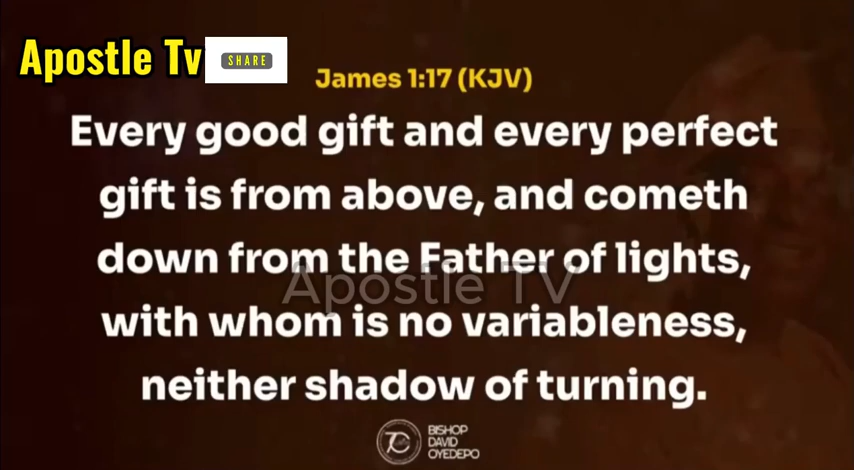 Apostle Tv
SHARE
James 1:17 (KJV)
Every good gift and every perfect
gift is from above, and cometh
down from the Father of lights,
Apostle TV
with whom is no variableness,
neither shadow of turning.
BISHOP
DAVID
OYEDEPO